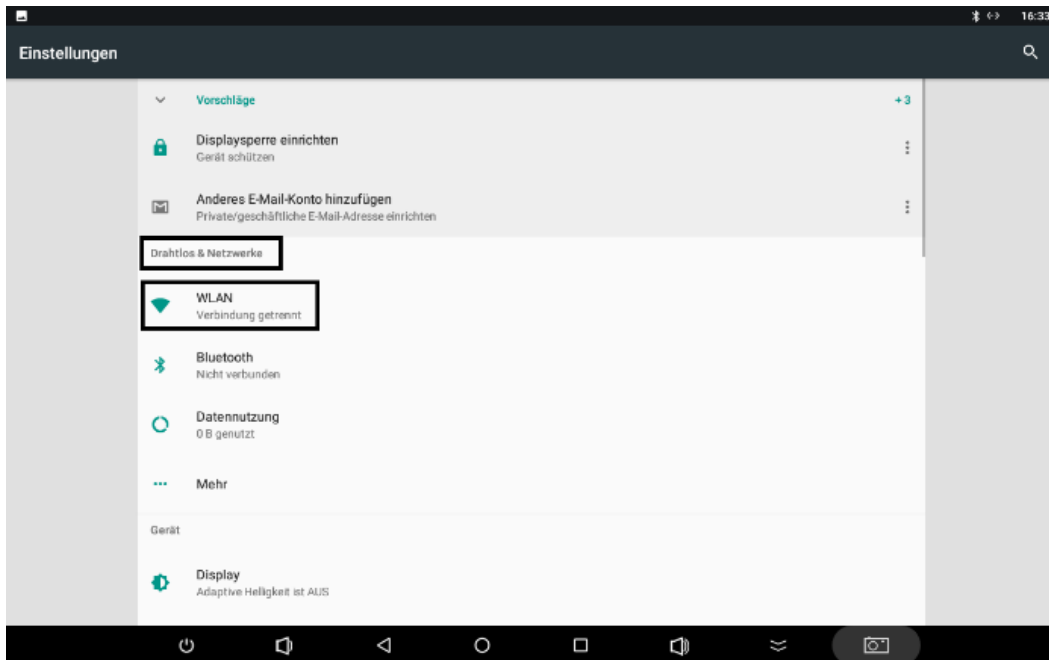 16:33
Einstellungen
Vorschläge
+3
Displaysperre einrichten
Gerät schützen
Anderes E-Mail-Konto hinzufügen
Private/geschäftliche E-Mail-Adresse einrichten
Drahtlos & Netzwerke
WLAN
Verbindung getrennt
Bluetooth
Nicht verbunden
Datennutzung
0 B genutzt
Mehr
Gerät
Display
Adaptive Helligkeit ist AUS